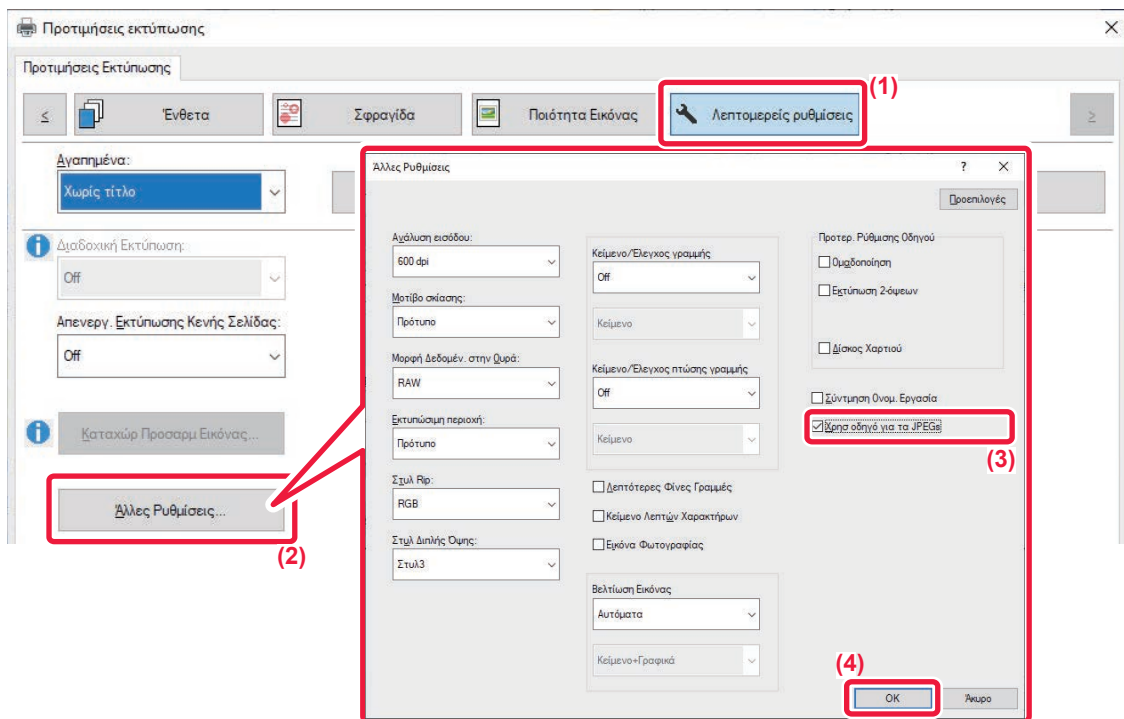 Προτιμήσεις εκτύπωσης
Προτιμήσεις Εκτύπωσης
(1)
≤
Ένθετα
Σφραγίδα
Ποιότητα Εικόνας
Λεπτομερείς ρυθμίσεις
≥
Αγαπημένα:
Χωρίς τίτλο
Διαδοχική Εκτύπωση:
Off
Απενεργ. Εκτύπωσης Κενής Σελίδας:
Off
Καταχώρ Προσαρμ Εικόνας...
Άλλες Ρυθμίσεις...
(2)
Άλλες Ρυθμίσεις
?
Προεπιλογές
Ανάλυση εισόδου:
600 dpi
Μοτίβο σκίασης:
Πρότυπο
Μορφή Δεδομέν. στην Ουρά:
RAW
Εκτυπώσιμη περιοχή:
Πρότυπο
Στυλ Rip:
RGB
Στυλ Διπλής Όψης:
Στυλ3
Κείμενο/Έλεγχος γραμμής
Off
Κείμενο
Κείμενο/Έλεγχος πτώσης γραμμής
Off
Κείμενο
Λεπτότερες Φίνες Γραμμές
Κείμενο Λεπτών Χαρακτήρων
Εικόνα Φωτογραφίας
Βελτίωση Εικόνας
Αυτόματα
Κείμενο+Γραφικά
Προτερ. Ρύθμισης Οδηγού
Ομαδοποίηση
Εκτύπωση 2-όψεων
Δίσκος Χαρτιού
Σύντμηση Ονομ. Εργασία
Χρησ οδηγό για τα JPEGs
(3)
(4)
OK
Άκυρο